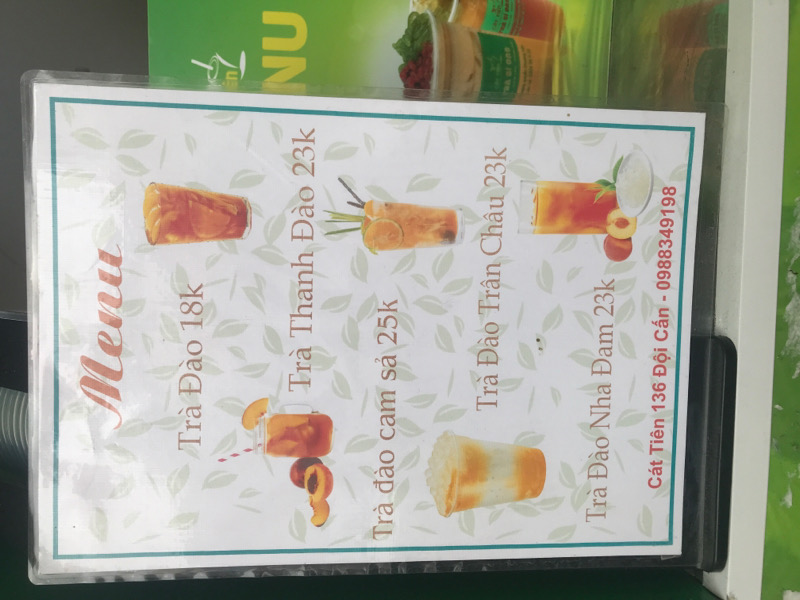 Menu
Trà Đào 18k
Trà Thanh Đào 23k
Trà đào cam sả 25k
Trà Đào Trân Châu 23k
Trà Đào Nha Đam 23k
Cát Tiên 136 Đội Cấn - 0988349198
NU